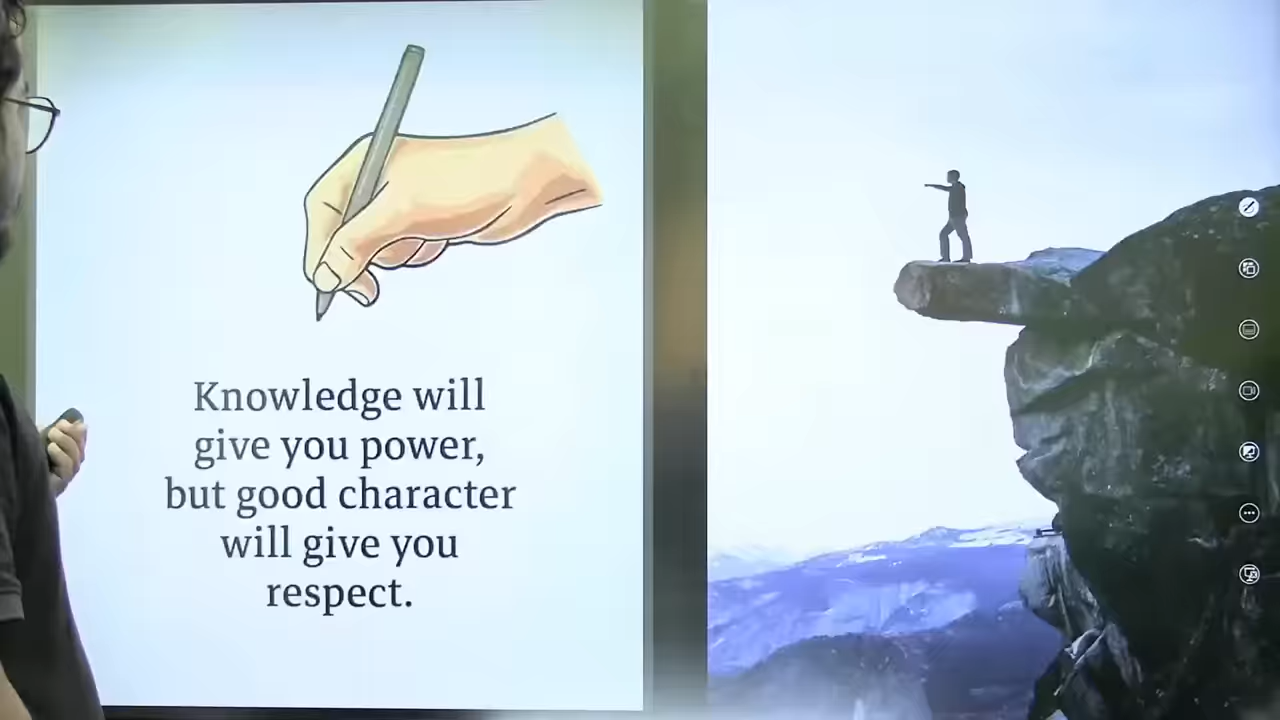 Knowledge will
give you power,
but good character
will give you
respect.